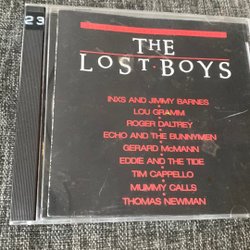 23
THE
LOST BOYS
INXS AND JIMMY BARNES
LOU GRAMM
ROGER DALTREY
ECHO AND THE BUNNYMEN
GERARD McMANN
EDDIE AND THE TIDE
TIM CAPPELLO
MUMMY CALLS
THOMAS NEWMAN